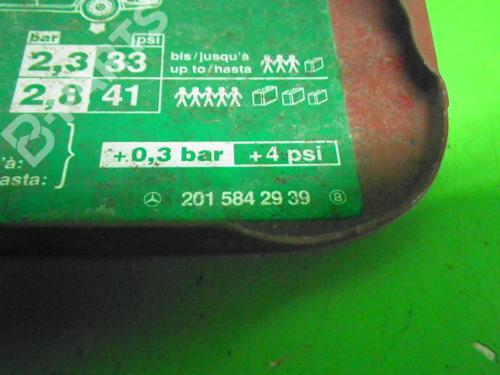 bar psi
2,3 33 bis/jusqu'à
up to/hasta
2,8 41
à:
asta:
+0,3 bar +4 psi
201 584 29 39 B